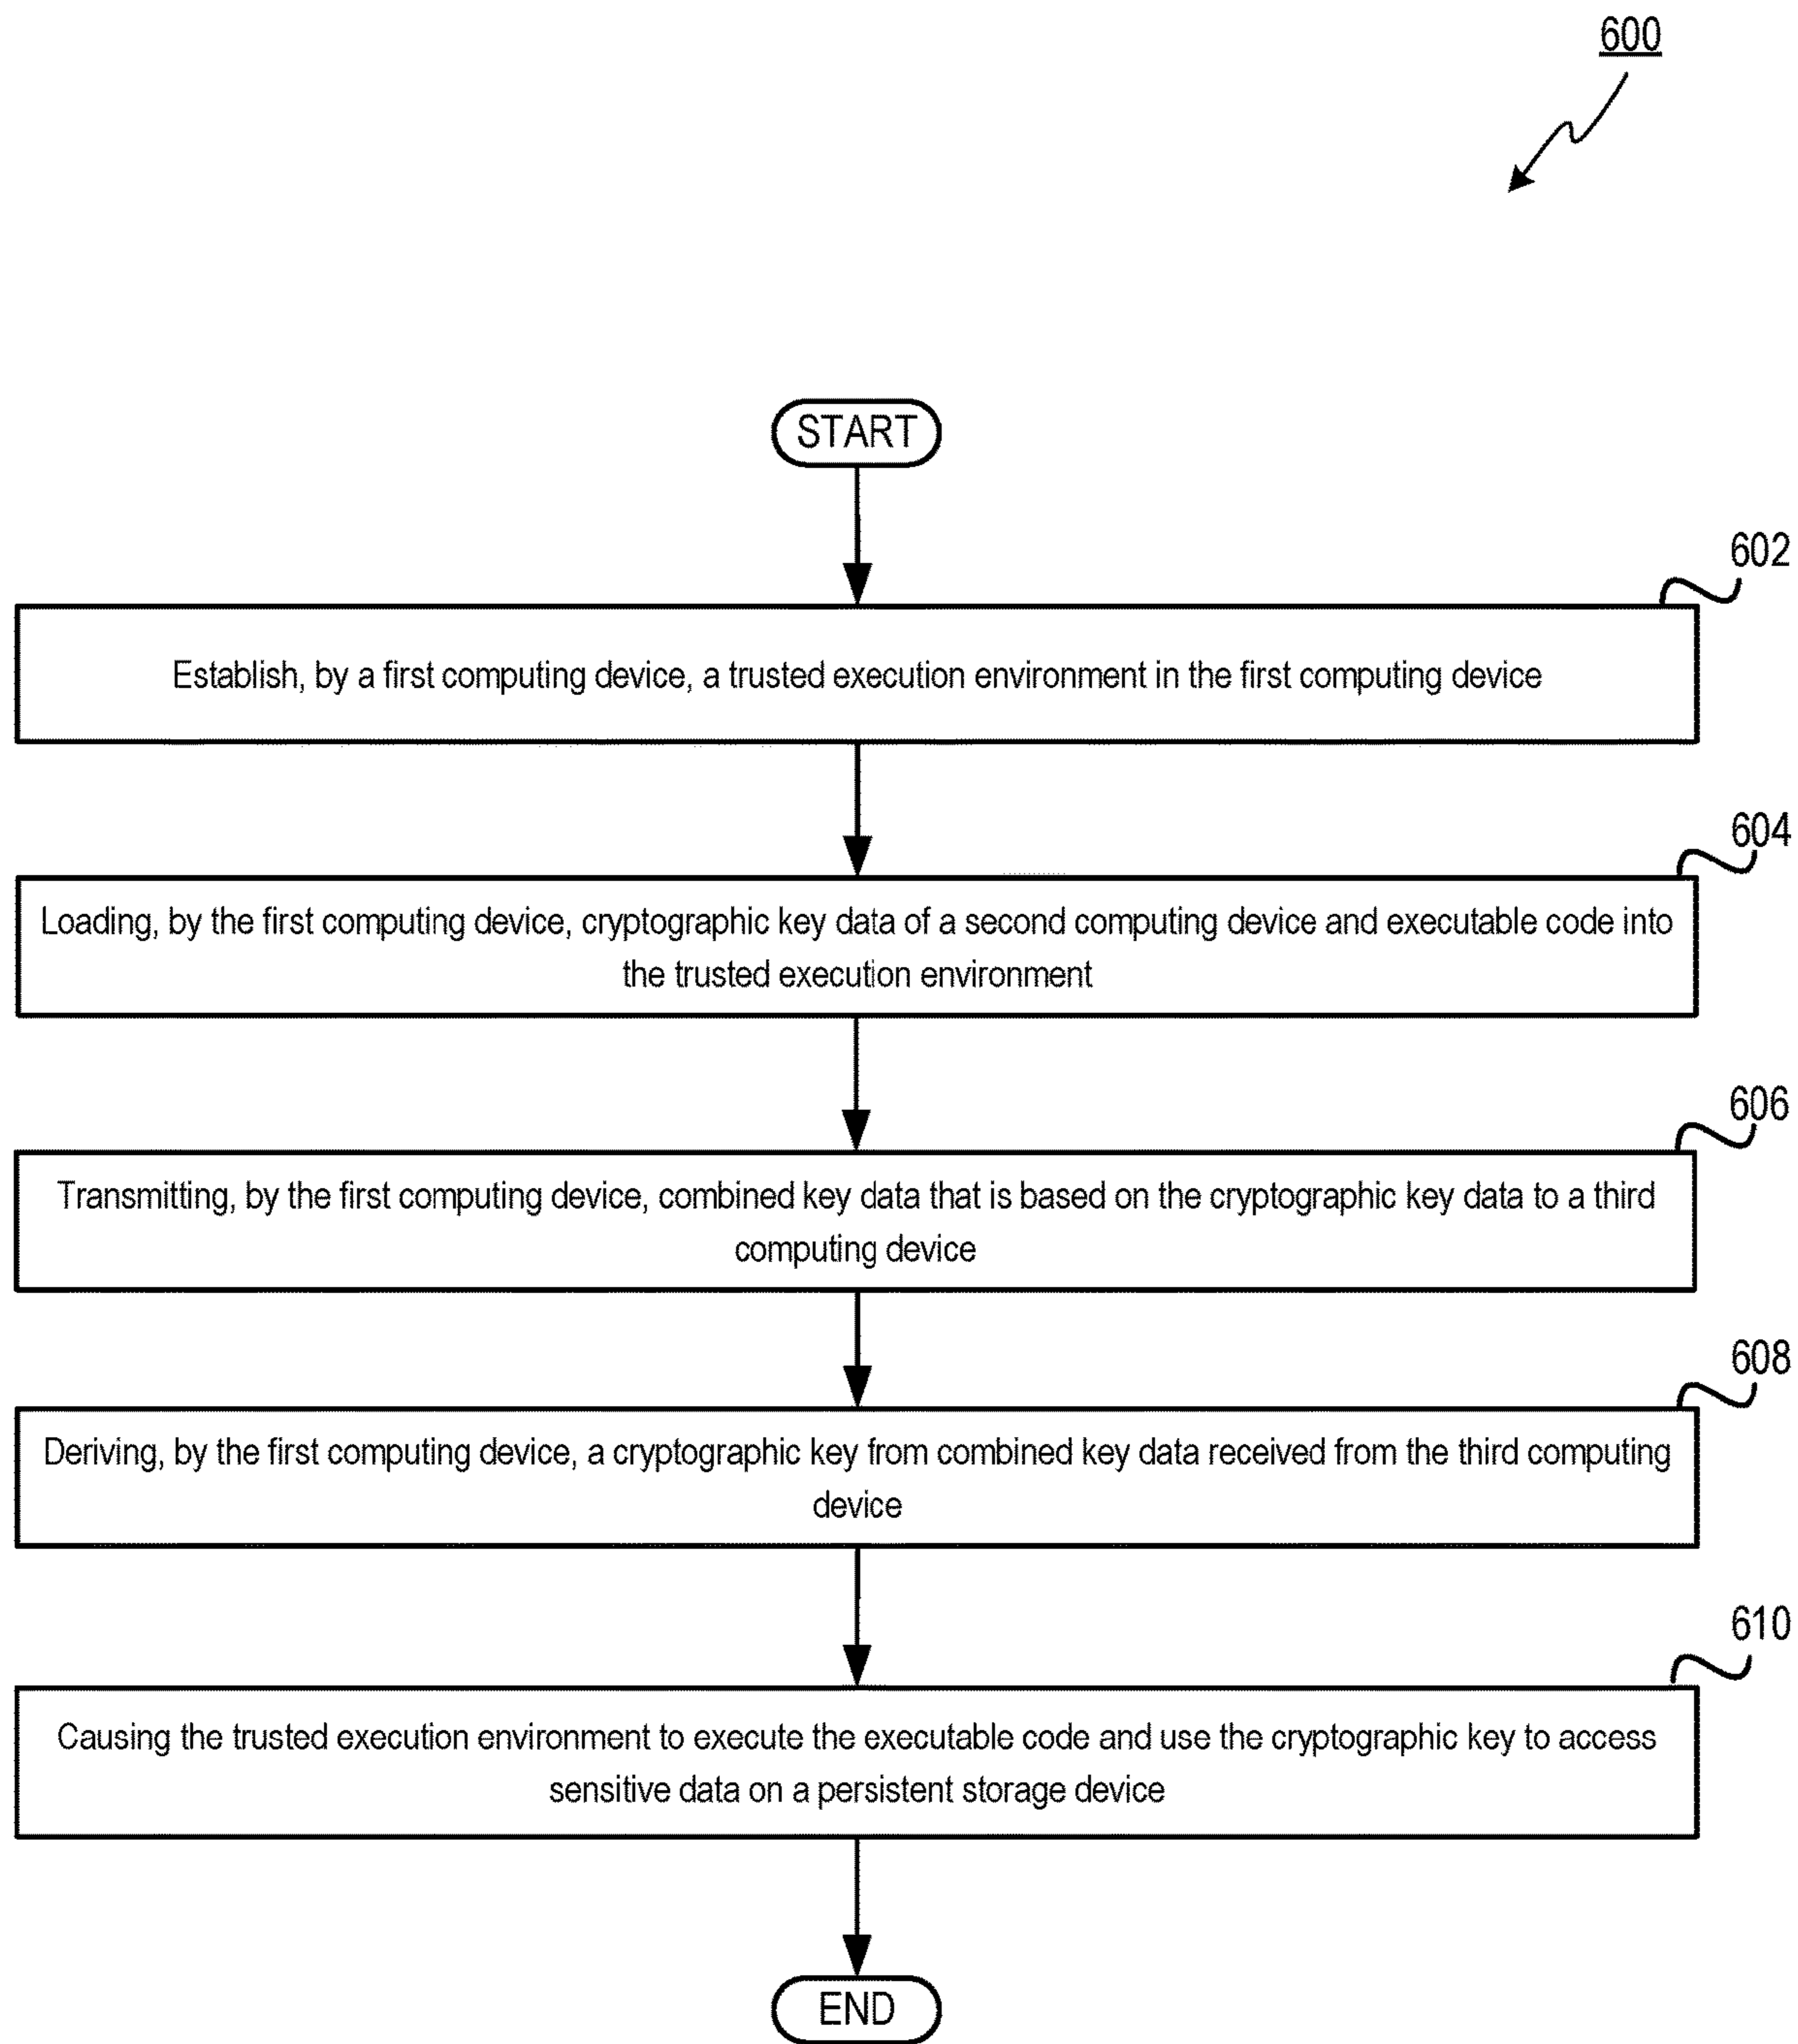 600
START
602
Establish, by a first computing device, a trusted execution environment in the first computing device
604
Loading, by the first computing device, cryptographic key data of a second computing device and executable code into
the trusted execution environment
606
Transmitting, by the first computing device, combined key data that is based on the cryptographic key data to a third
computing device
608
Deriving, by the first computing device, a cryptographic key from combined key data received from the third computing
device
610
Causing the trusted execution environment to execute the executable code and use the cryptographic key to access
sensitive data on a persistent storage device
END